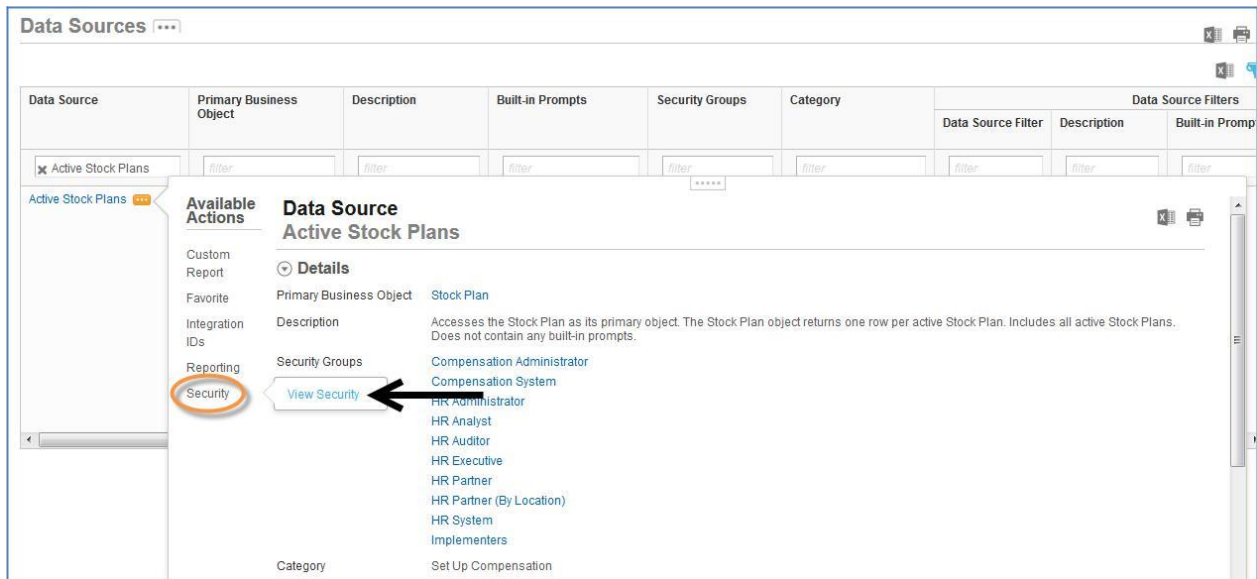 Data Sources
Data Source
Primary Business Object
Description
Built-in Prompts
Security Groups
Category
Data Source Filters
Data Source Filter
Description
Built-in Promp
Active Stock Plans
filter
filter
filter
filter
filter
filter
filter
filter
Active Stock Plans
Available
Actions
Custom
Report
Favorite
Integration
IDs
Reporting
Security
View Security
Data Source
Active Stock Plans
Details
Primary Business Object Stock Plan
Description Accesses the Stock Plan as its primary object. The Stock Plan object returns one row per active Stock Plan. Includes all active Stock Plans.
Does not contain any built-in prompts.
Security Groups Compensation Administrator
Compensation System
HR Administrator
HR Analyst
HR Auditor
HR Executive
HR Partner
HR Partner (By Location)
HR System
Implementers
Category Set Up Compensation